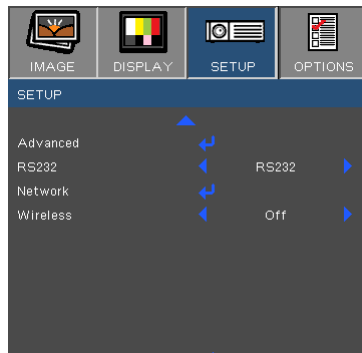 IMAGE DISPLAY SETUP OPTIONS
SETUP
Advanced
RS232 RS232
Network
Wireless Off